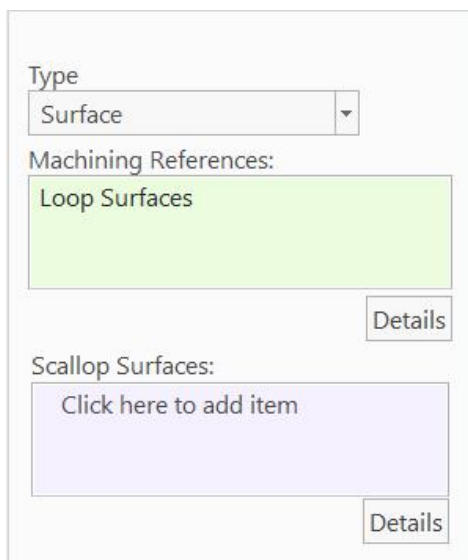 Type
Surface
Machining References:
Loop Surfaces
Details
Scallop Surfaces:
Click here to add item
Details